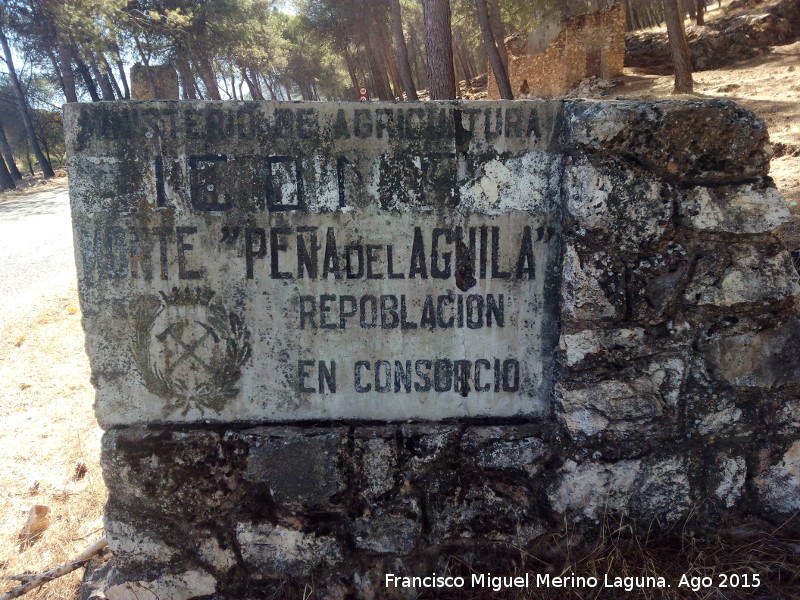 MINISTERIO DE AGRICULTURA
MONTE "PEÑA DEL AGUILA"
REPOBLACION
EN CONSORCIO
Francisco Miguel Merino Laguna. Ago 2015